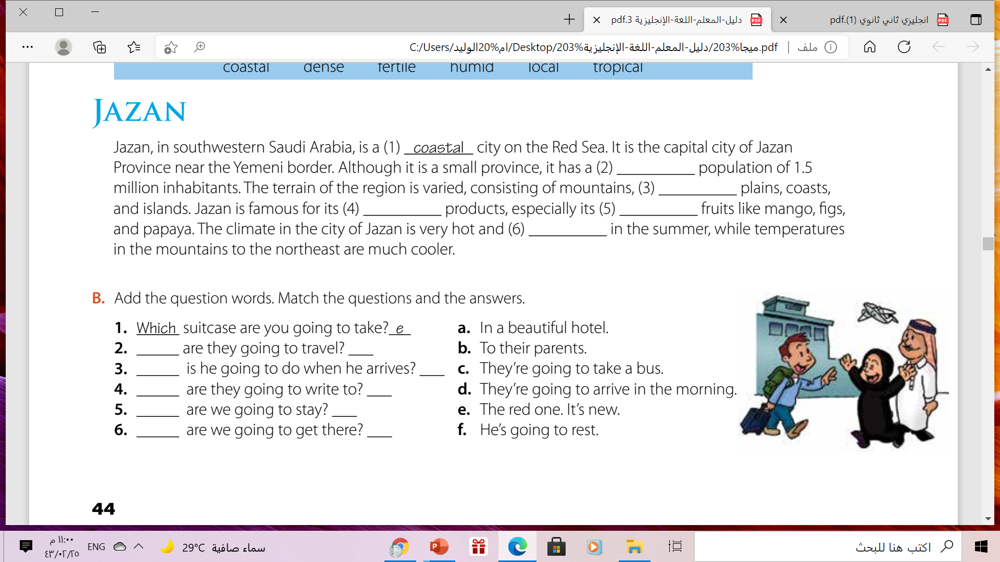 دليل-المعلم-اللغة-الإنجليزية 3.pdf
انجليزي ثاني ثانوي (1).pdf
C:/Users/ام%20الوليد/Desktop/ميجا%203/دليل-المعلم-اللغة-الإنجليزية%203.pdf
ملف
coastal dense fertile humid local tropical
JAZAN
Jazan, in southwestern Saudi Arabia, is a (1) coastal city on the Red Sea. It is the capital city of Jazan
Province near the Yemeni border. Although it is a small province, it has a (2) __________ population of 1.5
million inhabitants. The terrain of the region is varied, consisting of mountains, (3) __________ plains, coasts,
and islands. Jazan is famous for its (4) __________ products, especially its (5) __________ fruits like mango, figs,
and papaya. The climate in the city of Jazan is very hot and (6) __________ in the summer, while temperatures
in the mountains to the northeast are much cooler.
B. Add the question words. Match the questions and the answers.
1. Which suitcase are you going to take? e
2. _____ are they going to travel? ___
3. _____ is he going to do when he arrives? ___
4. _____ are they going to write to? ___
5. _____ are we going to stay? ___
6. _____ are we going to get there? ___
a. In a beautiful hotel.
b. To their parents.
c. They're going to take a bus.
d. They're going to arrive in the morning.
e. The red one. It's new.
f. He's going to rest.
44
١١:٠٠ م
٤٣/٠٢/٢٥
ENG
29°C سماء صافية
اكتب هنا للبحث